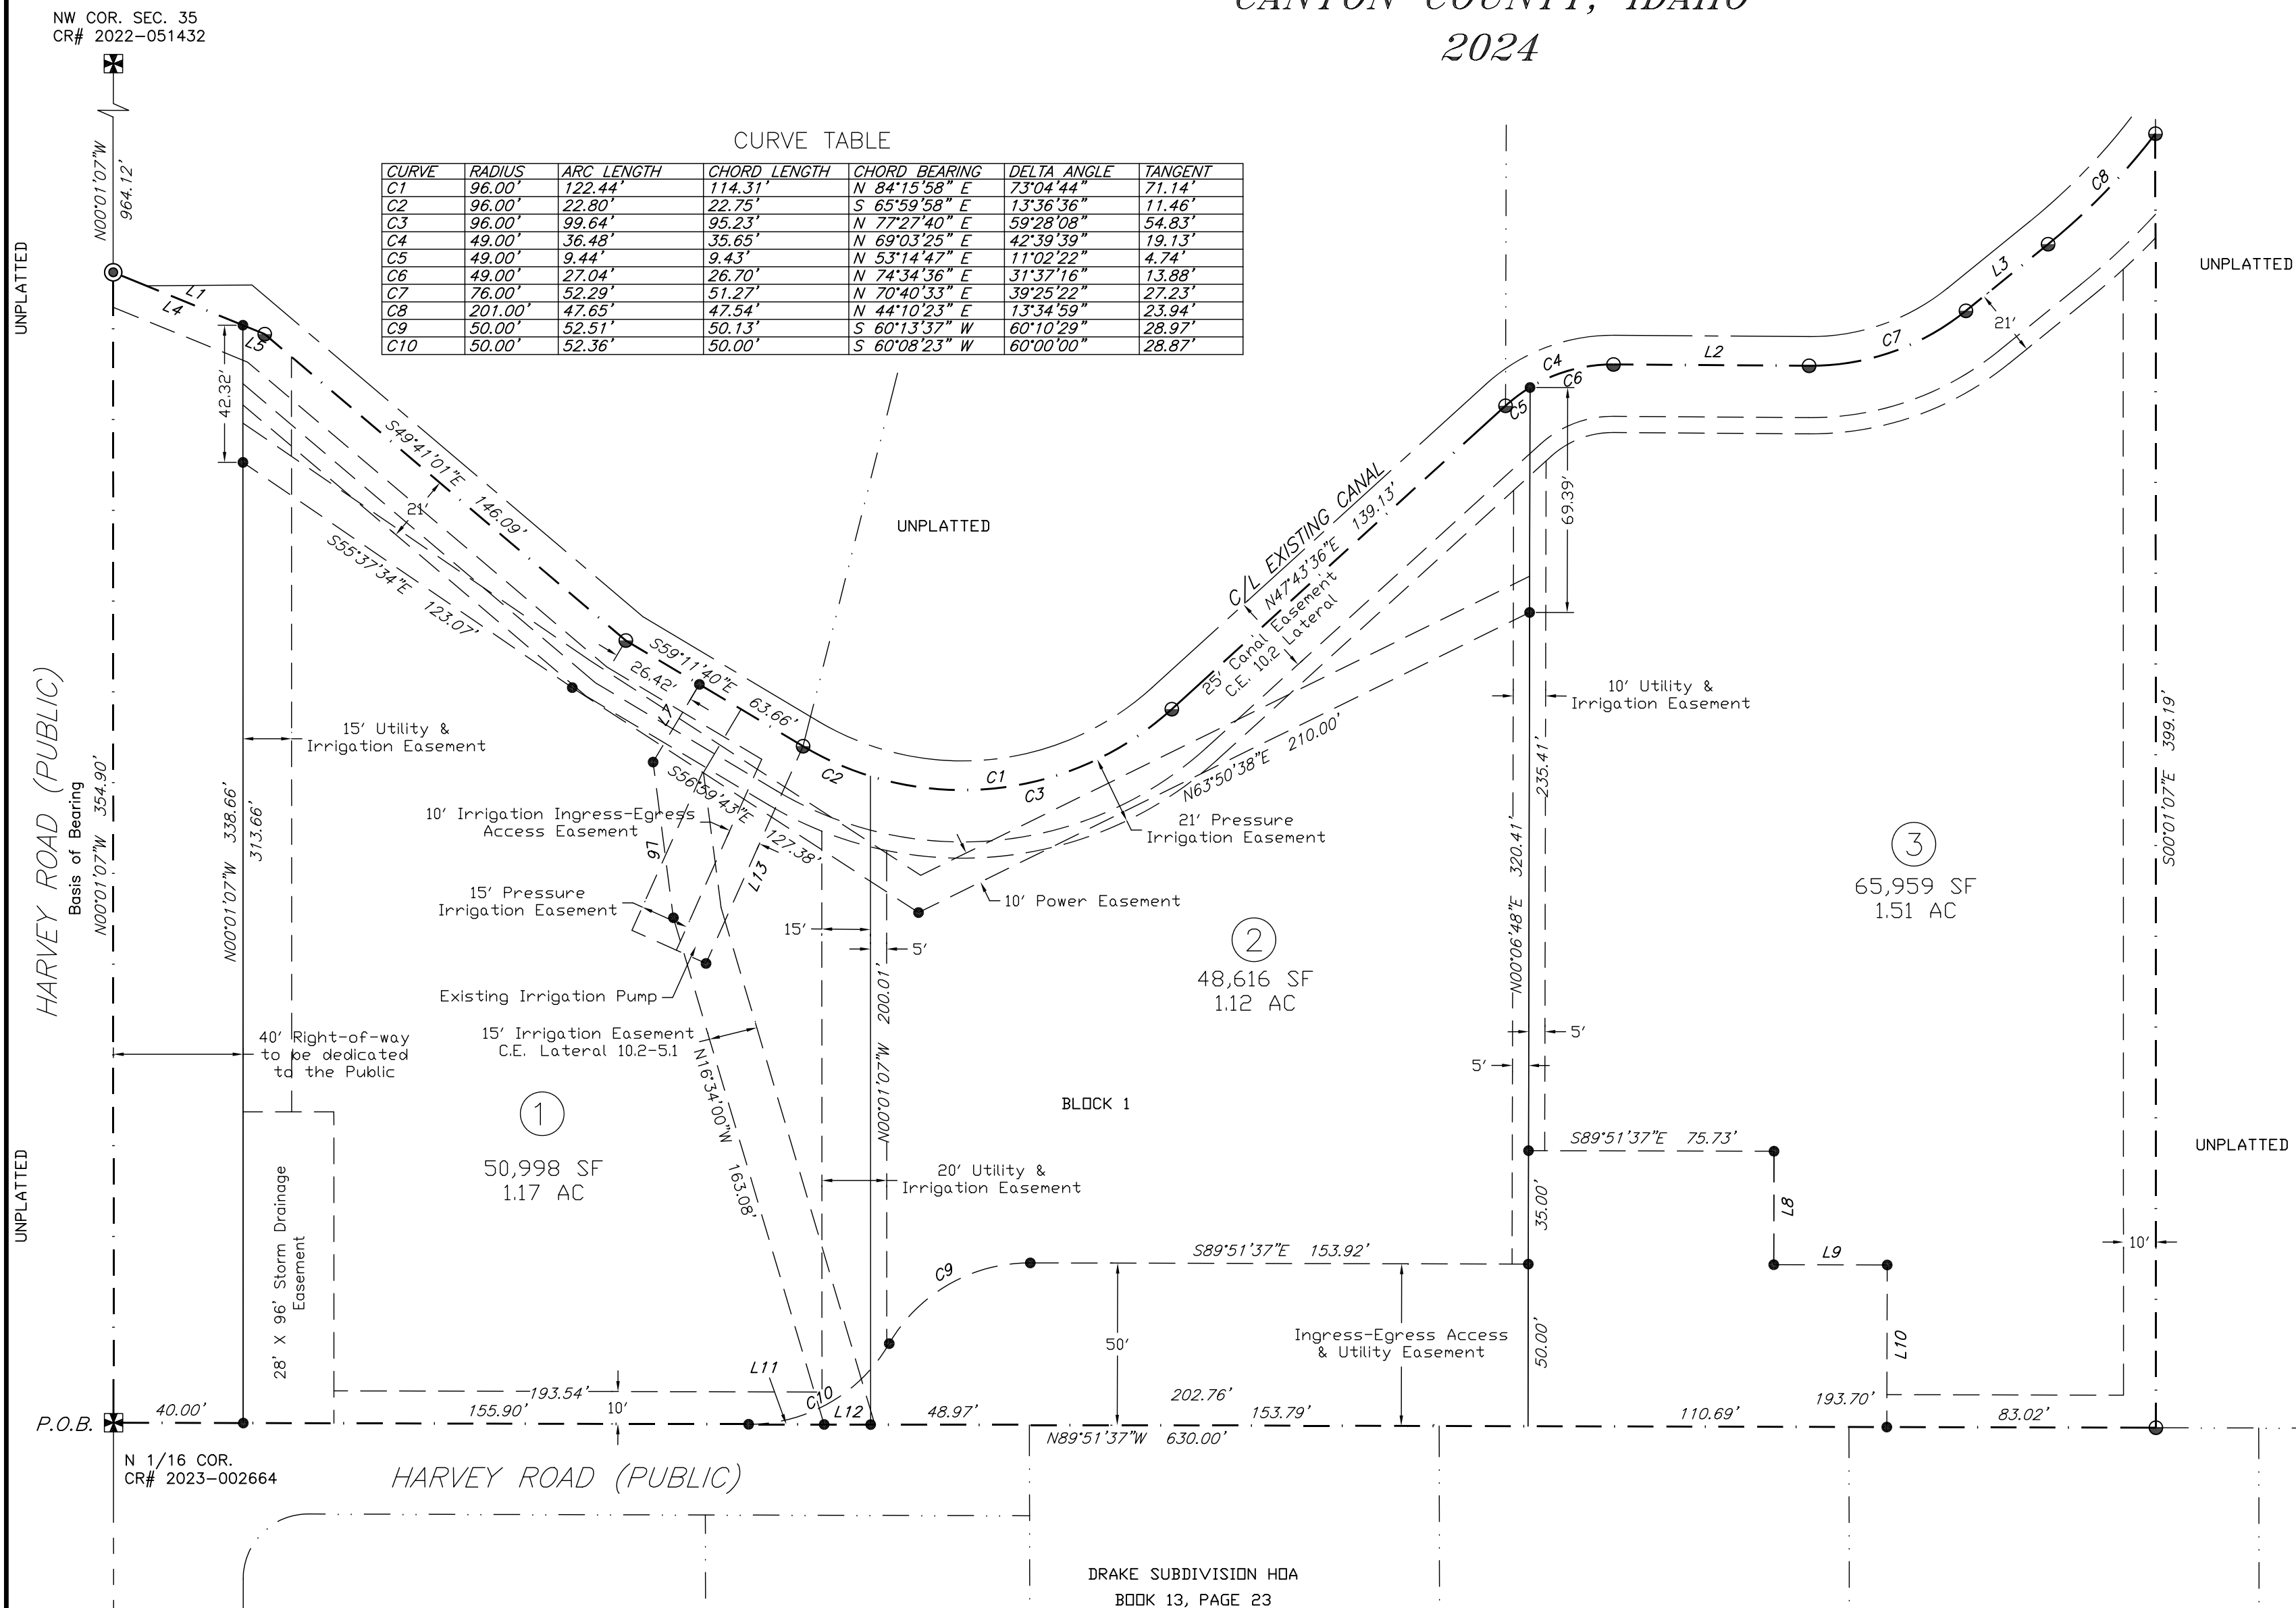 CANYON COUNTY, IDAHO
2024
NW COR. SEC. 35
CR# 2022-051432
N00°01'07"W
964.12'
UNPLATTED
CURVE TABLE
CURVE RADIUS ARC LENGTH CHORD LENGTH CHORD BEARING DELTA ANGLE TANGENT
C1 96.00' 122.44' 114.31' N 84°15'58" E 73°04'44" 71.14'
C2 96.00' 22.80' 22.75' S 65°59'58" E 13°36'36" 11.46'
C3 96.00' 99.64' 95.23' N 77°27'40" E 59°28'08" 54.83'
C4 49.00' 36.48' 35.65' N 69°03'25" E 42°39'39" 19.13'
C5 49.00' 9.44' 9.43' N 53°14'47" E 11°02'22" 4.74'
C6 49.00' 27.04' 26.70' N 74°34'36" E 31°37'16" 13.88'
C7 76.00' 52.29' 51.27' N 70°40'33" E 39°25'22" 27.23'
C8 201.00' 47.65' 47.54' N 44°10'23" E 13°34'59" 23.94'
C9 50.00' 52.51' 50.13' S 60°13'37" W 60°10'29" 28.97'
C10 50.00' 52.36' 50.00' S 60°08'23" W 60°00'00" 28.87'
L1
L4
L5
42.32'
S49°41'01"E 146.09'
21'
S55°37'34"E 123.07'
S59°11'40"E 63.66'
26.42'
L7
C2
C1
C3
UNPLATTED
C/L EXISTING CANAL
N47°43'36"E 139.13'
25' Canal Easement
C.E. 10.2 Lateral
C4
C5
C6
L2
C7
L3
C8
21'
UNPLATTED
69.39'
N63°50'38"E 210.00'
21' Pressure
Irrigation Easement
10' Utility &
Irrigation Easement
HARVEY ROAD (PUBLIC)
Basis of Bearing
N00°01'07"W 354.90'
N00°01'07"W 338.66'
313.66'
15' Utility &
Irrigation Easement
S56°59'43"E 127.38'
10' Irrigation Ingress-Egress
Access Easement
L6
L13
15' Pressure
Irrigation Easement
10' Power Easement
15'
5'
Existing Irrigation Pump
15' Irrigation Easement
C.E. Lateral 10.2-5.1
N16°34'00"W 163.08'
N00°01'07"W 200.01'
40' Right-of-way
to be dedicated
to the Public
1
50,998 SF
1.17 AC
2
48,616 SF
1.12 AC
BLOCK 1
3
65,959 SF
1.51 AC
N00°06'48"E 320.41'
235.41'
5'
5'
S00°01'07"E 399.19'
UNPLATTED
UNPLATTED
28' X 96' Storm Drainage
Easement
20' Utility &
Irrigation Easement
S89°51'37"E 75.73'
L8
L9
L10
10'
35.00'
50.00'
S89°51'37"E 153.92'
C9
50'
Ingress-Egress Access
& Utility Easement
L11
C10
L12
193.54'
10'
P.O.B.
40.00'
155.90'
48.97'
202.76'
153.79'
110.69'
193.70'
83.02'
N89°51'37"W 630.00'
N 1/16 COR.
CR# 2023-002664
HARVEY ROAD (PUBLIC)
DRAKE SUBDIVISION HOA
BOOK 13, PAGE 23